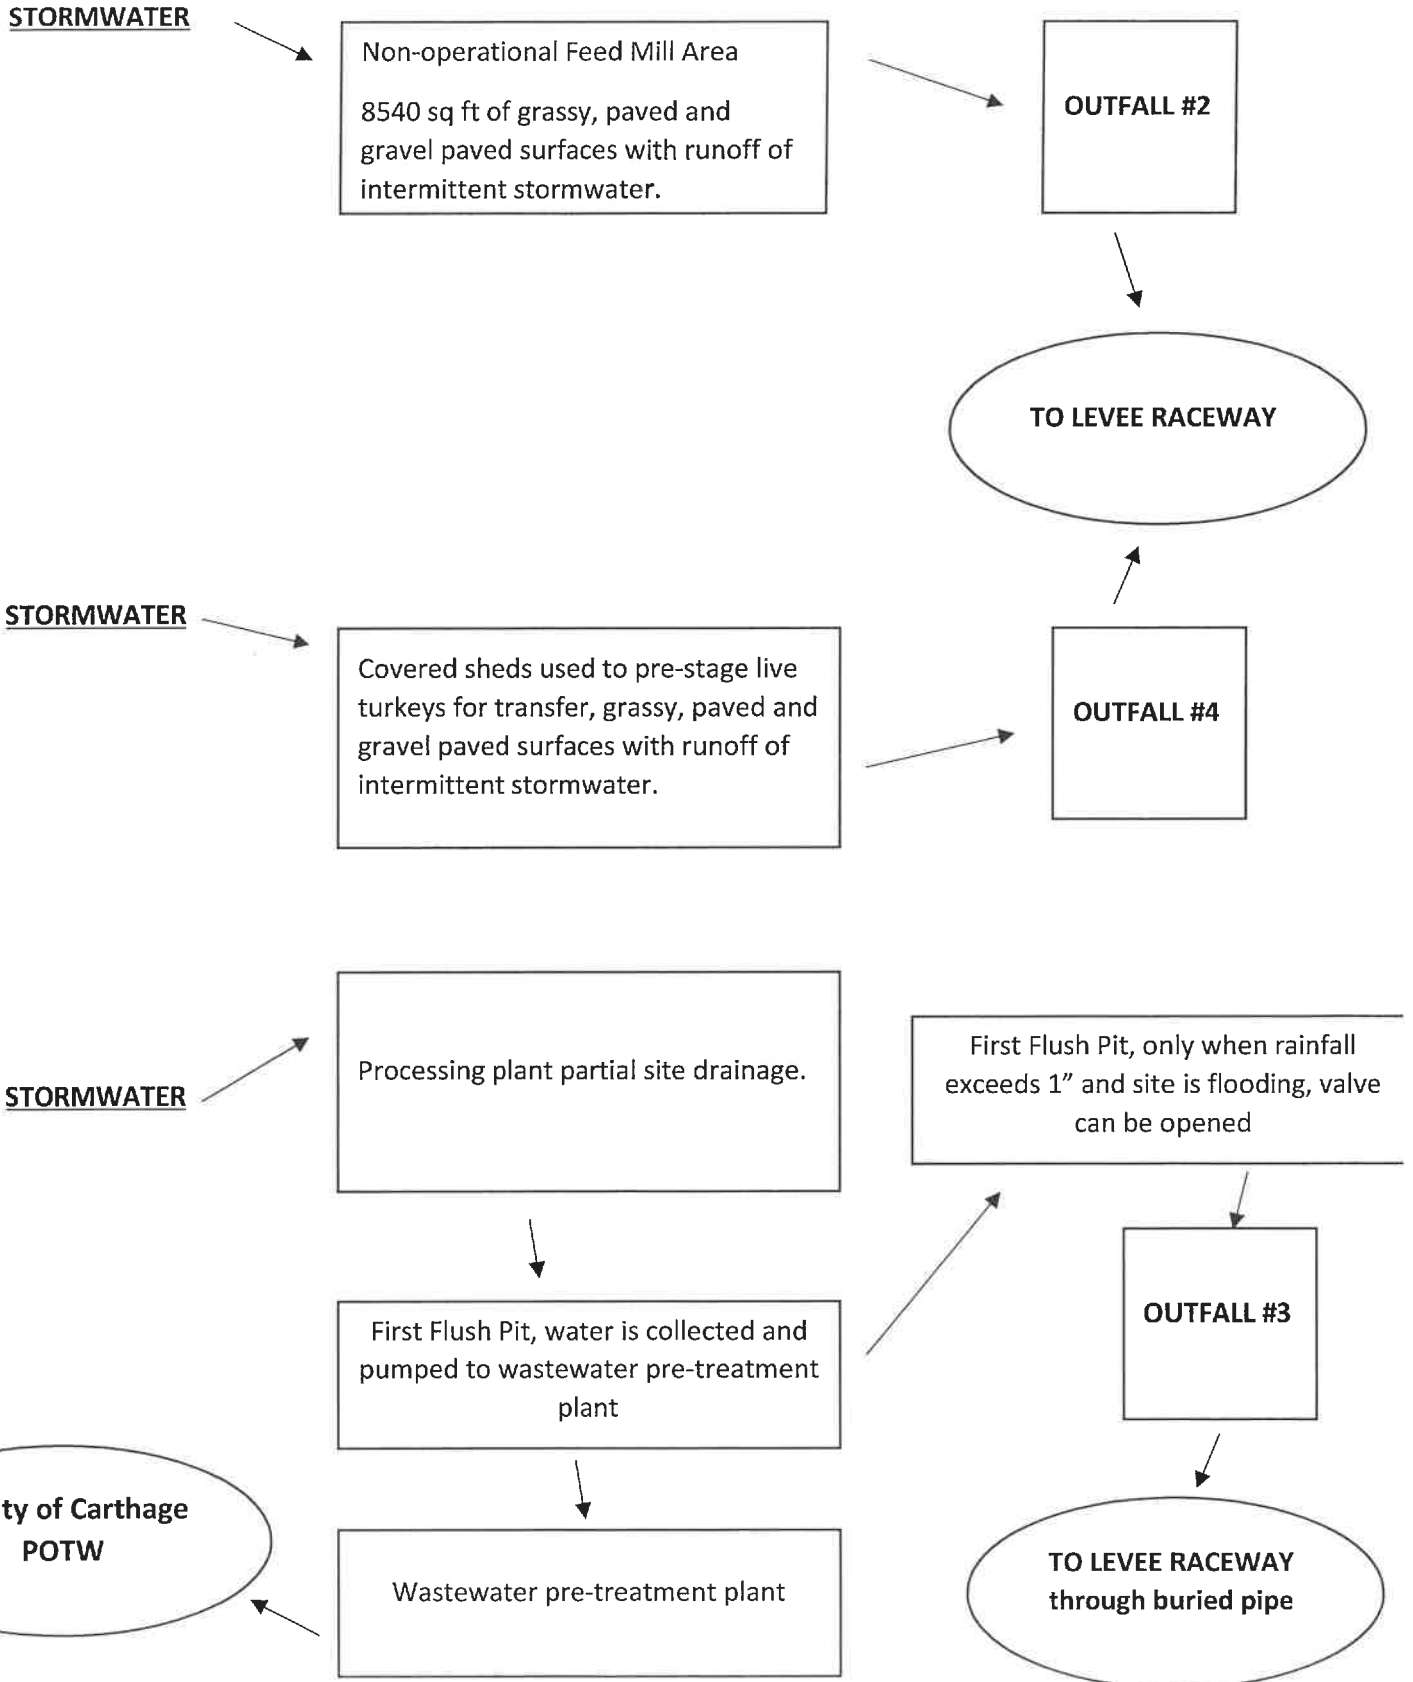 STORMWATER
Non-operational Feed Mill Area
8540 sq ft of grassy, paved and
gravel paved surfaces with runoff of
intermittent stormwater.
OUTFALL #2
TO LEVEE RACEWAY
STORMWATER
Covered sheds used to pre-stage live
turkeys for transfer, grassy, paved and
gravel paved surfaces with runoff of
intermittent stormwater.
OUTFALL #4
STORMWATER
Processing plant partial site drainage.
First Flush Pit, only when rainfall
exceeds 1” and site is flooding, valve
can be opened
First Flush Pit, water is collected and
pumped to wastewater pre-treatment
plant
OUTFALL #3
ty of Carthage
POTW
Wastewater pre-treatment plant
TO LEVEE RACEWAY
through buried pipe